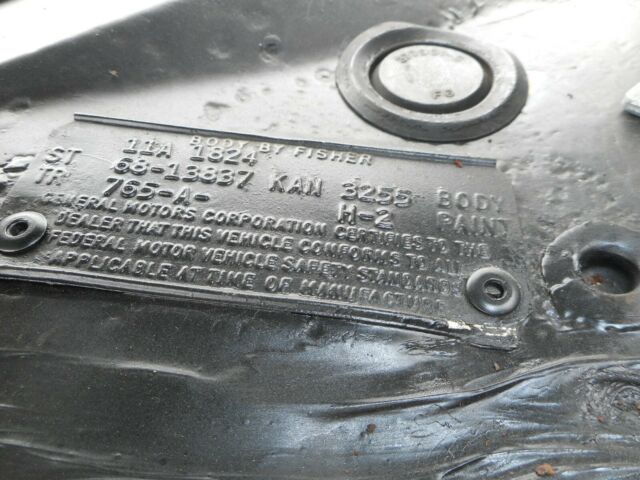 BODY BY FISHER
11A 1824
ST 68-13837 KAN 3255 BODY
TR 765-A- H-2 PAINT
GENERAL MOTORS CORPORATION CERTIFIES TO THE
DEALER THAT THIS VEHICLE CONFORMS TO ALL
FEDERAL MOTOR VEHICLE SAFETY STANDARDS
APPLICABLE AT TIME OF MANUFACTURE